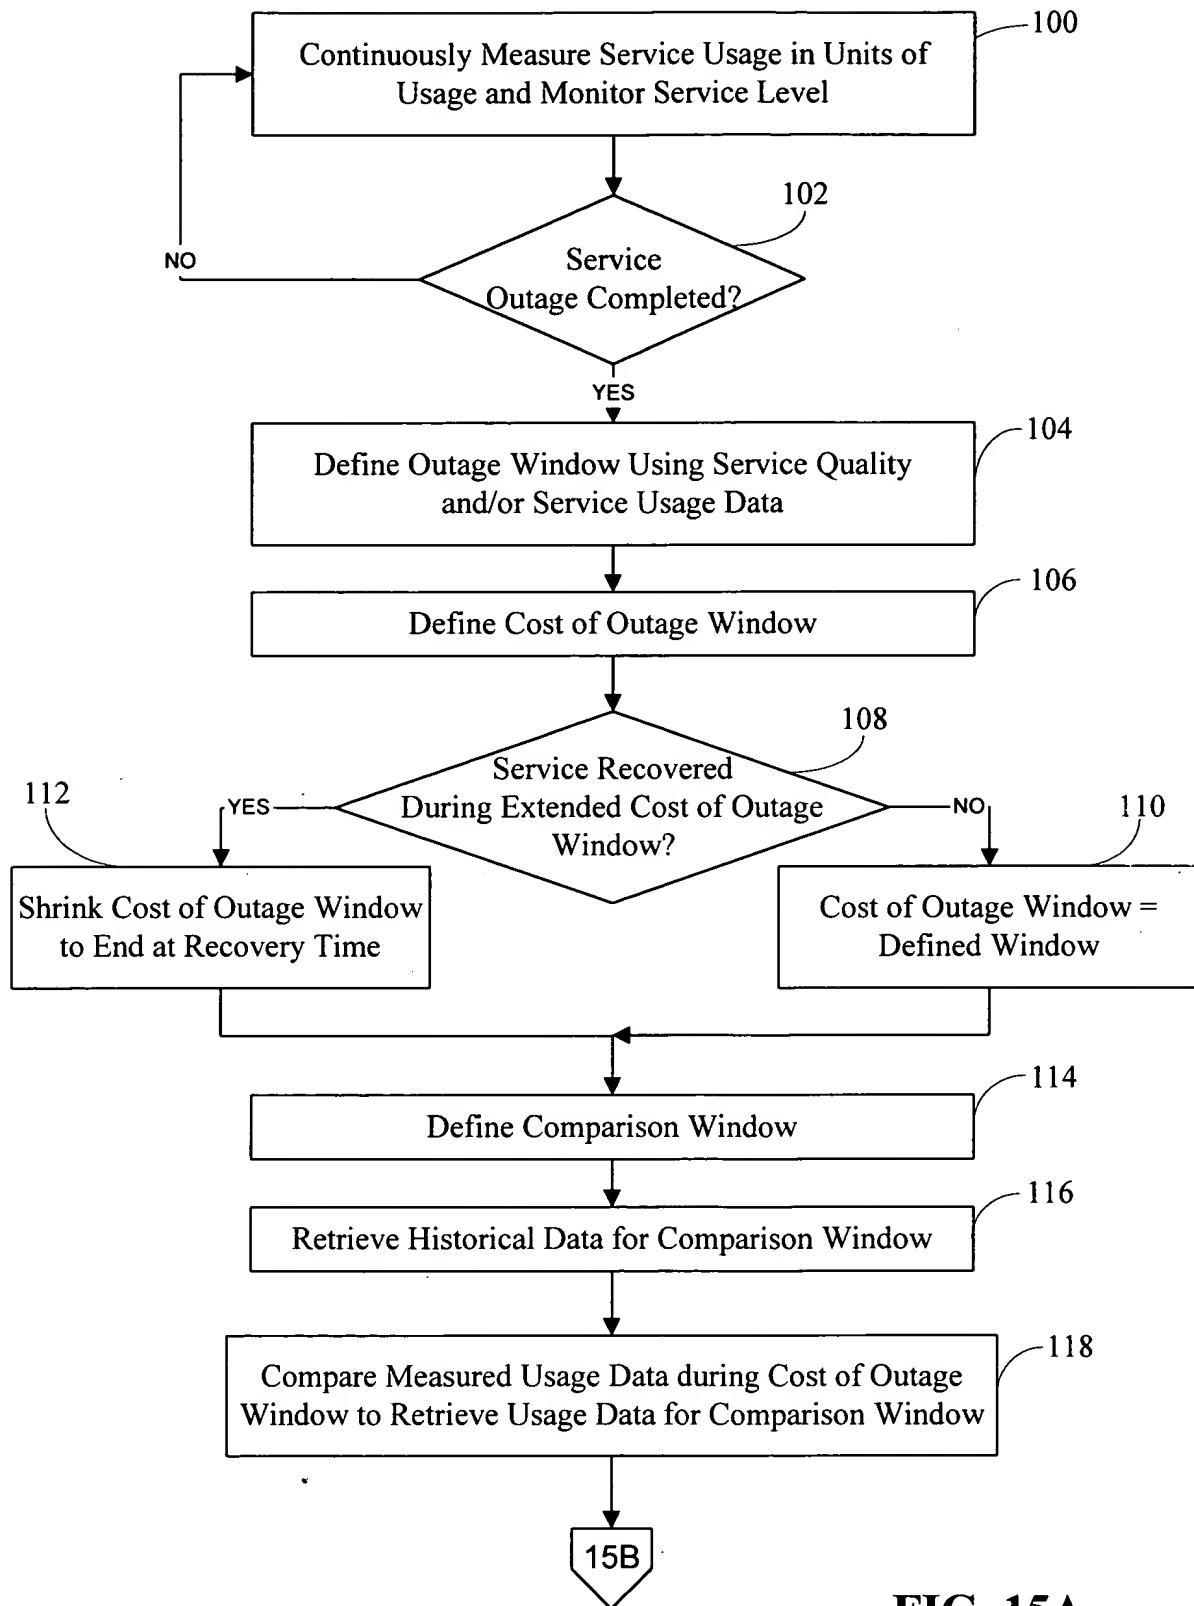 100
Continuously Measure Service Usage in Units of
Usage and Monitor Service Level
102
Service
Outage Completed?
NO
YES
104
Define Outage Window Using Service Quality
and/or Service Usage Data
106
Define Cost of Outage Window
108
Service Recovered
During Extended Cost of Outage
Window?
YES
NO
112
110
Shrink Cost of Outage Window
to End at Recovery Time
Cost of Outage Window =
Defined Window
114
Define Comparison Window
116
Retrieve Historical Data for Comparison Window
118
Compare Measured Usage Data during Cost of Outage
Window to Retrieve Usage Data for Comparison Window
15B
FIG. 15A